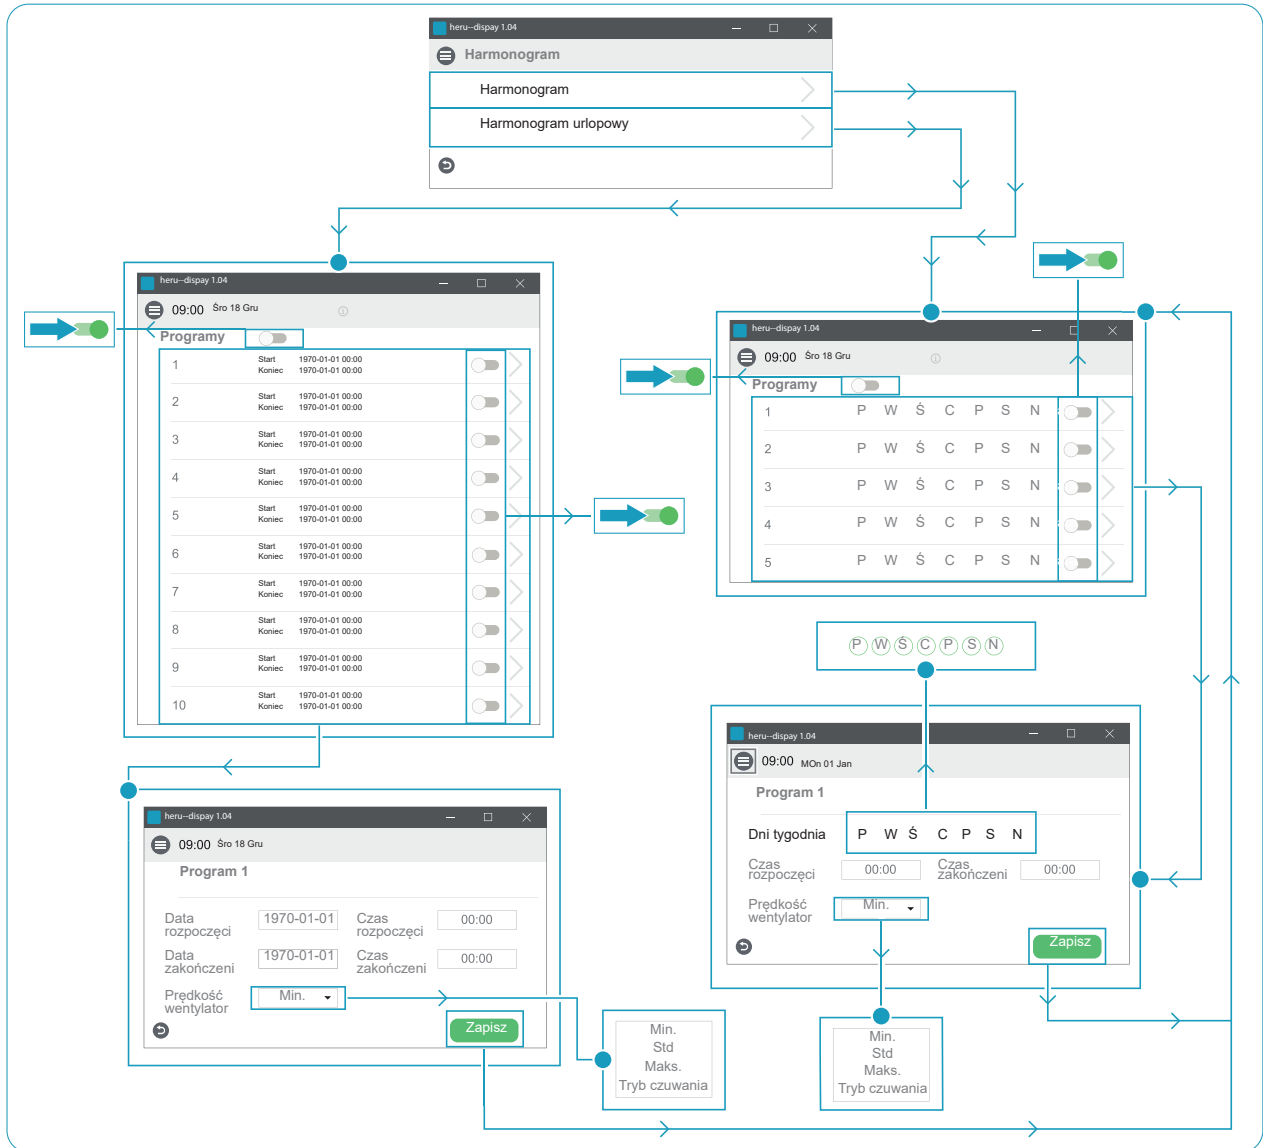 heru--dispay 1.04
Harmonogram
Harmonogram
Harmonogram urlopowy
heru--dispay 1.04
09:00 Śro 18 Gru
Programy
1 Start 1970-01-01 00:00
Koniec 1970-01-01 00:00
2 Start 1970-01-01 00:00
Koniec 1970-01-01 00:00
3 Start 1970-01-01 00:00
Koniec 1970-01-01 00:00
4 Start 1970-01-01 00:00
Koniec 1970-01-01 00:00
5 Start 1970-01-01 00:00
Koniec 1970-01-01 00:00
6 Start 1970-01-01 00:00
Koniec 1970-01-01 00:00
7 Start 1970-01-01 00:00
Koniec 1970-01-01 00:00
8 Start 1970-01-01 00:00
Koniec 1970-01-01 00:00
9 Start 1970-01-01 00:00
Koniec 1970-01-01 00:00
10 Start 1970-01-01 00:00
Koniec 1970-01-01 00:00
heru--dispay 1.04
09:00 Śro 18 Gru
Programy
1 P W Ś C P S N
2 P W Ś C P S N
3 P W Ś C P S N
4 P W Ś C P S N
5 P W Ś C P S N
P W Ś C P S N
heru--dispay 1.04
09:00 MOn 01 Jan
Program 1
Dni tygodnia P W Ś C P S N
Czas rozpoczęci 00:00 Czas zakończeni 00:00
Prędkość wentylator Min.
Zapisz
Min.
Std
Maks.
Tryb czuwania
heru--dispay 1.04
09:00 Śro 18 Gru
Program 1
Data rozpoczęci 1970-01-01 Czas rozpoczęci 00:00
Data zakończeni 1970-01-01 Czas zakończeni 00:00
Prędkość wentylator Min.
Zapisz
Min.
Std
Maks.
Tryb czuwania